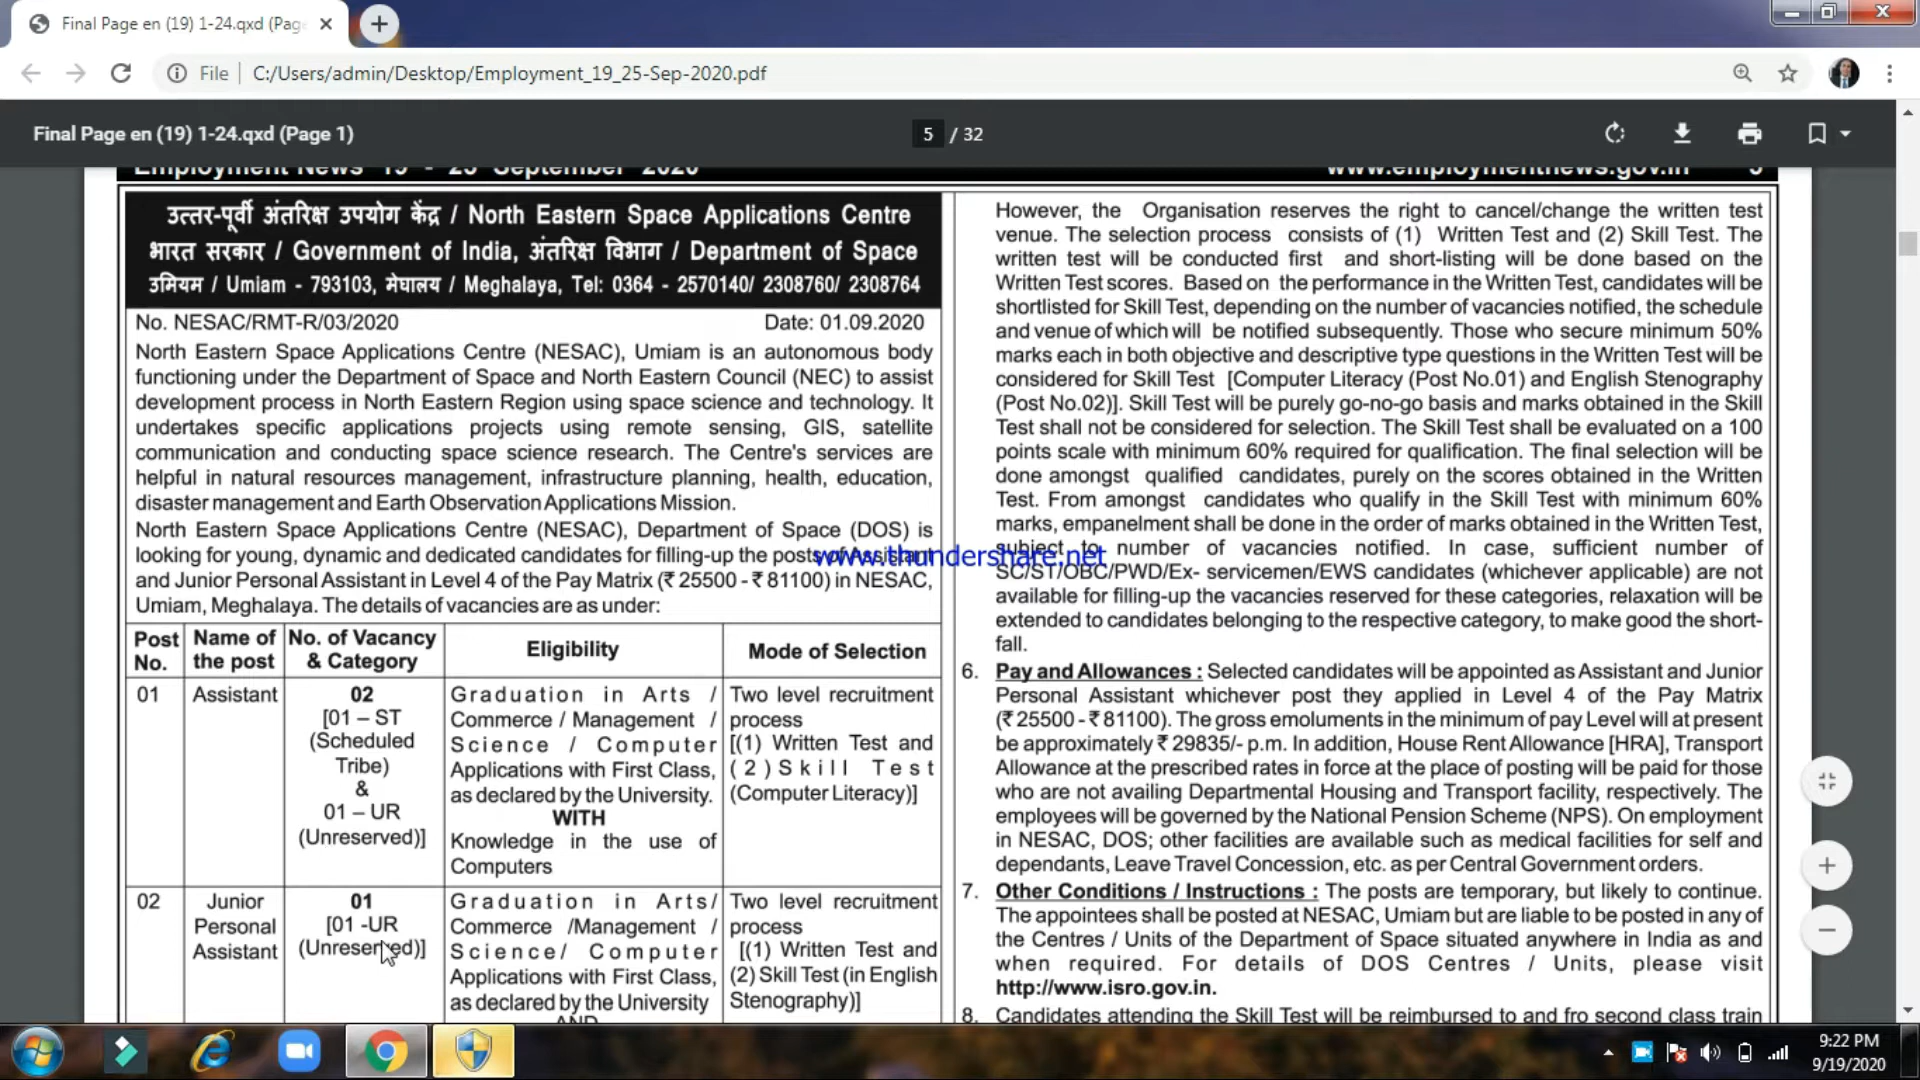 Final Page en (19) 1-24.qxd (Pag
File
C:/Users/admin/Desktop/Employment_19_25-Sep-2020.pdf
Final Page en (19) 1-24.qxd (Page 1)
5 / 32
Employment News 19 - 25 September 2020
www.employmentnews.gov.in 5
उत्तर-पूर्वी अंतरिक्ष उपयोग केंद्र / North Eastern Space Applications Centre
भारत सरकार / Government of India, अंतरिक्ष विभाग / Department of Space
उमियम / Umiam - 793103, मेघालय / Meghalaya, Tel: 0364 - 2570140/ 2308760/ 2308764
No. NESAC/RMT-R/03/2020 Date: 01.09.2020
North Eastern Space Applications Centre (NESAC), Umiam is an autonomous body
functioning under the Department of Space and North Eastern Council (NEC) to assist
development process in North Eastern Region using space science and technology. It
undertakes specific applications projects using remote sensing, GIS, satellite
communication and conducting space science research. The Centre's services are
helpful in natural resources management, infrastructure planning, health, education,
disaster management and Earth Observation Applications Mission.
North Eastern Space Applications Centre (NESAC), Department of Space (DOS) is
looking for young, dynamic and dedicated candidates for filling-up the posts of Assistant
and Junior Personal Assistant in Level 4 of the Pay Matrix (₹ 25500 - ₹ 81100) in NESAC,
Umiam, Meghalaya. The details of vacancies are as under:
Post No. Name of the post No. of Vacancy & Category Eligibility Mode of Selection
01
Assistant
02
[01 – ST
(Scheduled
Tribe)
&
01 – UR
(Unreserved)]
Graduation in Arts /
Commerce / Management /
Science / Computer
Applications with First Class,
as declared by the University.
WITH
Knowledge in the use of
Computers
Two level recruitment
process
[(1) Written Test and
(2) Skill Test
(Computer Literacy)]
02
Junior
Personal
Assistant
01
[01 -UR
(Unreserved)]
Graduation in Arts/
Commerce /Management /
Science/ Computer
Applications with First Class,
as declared by the University
AND
Two level recruitment
process
[(1) Written Test and
(2) Skill Test (in English
Stenography)]
However, the Organisation reserves the right to cancel/change the written test
venue. The selection process consists of (1) Written Test and (2) Skill Test. The
written test will be conducted first and short-listing will be done based on the
Written Test scores. Based on the performance in the Written Test, candidates will be
shortlisted for Skill Test, depending on the number of vacancies notified, the schedule
and venue of which will be notified subsequently. Those who secure minimum 50%
marks each in both objective and descriptive type questions in the Written Test will be
considered for Skill Test [Computer Literacy (Post No.01) and English Stenography
(Post No.02)]. Skill Test will be purely go-no-go basis and marks obtained in the Skill
Test shall not be considered for selection. The Skill Test shall be evaluated on a 100
points scale with minimum 60% required for qualification. The final selection will be
done amongst qualified candidates, purely on the scores obtained in the Written
Test. From amongst candidates who qualify in the Skill Test with minimum 60%
marks, empanelment shall be done in the order of marks obtained in the Written Test,
subject to number of vacancies notified. In case, sufficient number of
SC/ST/OBC/PWD/Ex- servicemen/EWS candidates (whichever applicable) are not
available for filling-up the vacancies reserved for these categories, relaxation will be
extended to candidates belonging to the respective category, to make good the short-
fall.
6. Pay and Allowances : Selected candidates will be appointed as Assistant and Junior
Personal Assistant whichever post they applied in Level 4 of the Pay Matrix
(₹ 25500 - ₹ 81100). The gross emoluments in the minimum of pay Level will at present
be approximately ₹ 29835/- p.m. In addition, House Rent Allowance [HRA], Transport
Allowance at the prescribed rates in force at the place of posting will be paid for those
who are not availing Departmental Housing and Transport facility, respectively. The
employees will be governed by the National Pension Scheme (NPS). On employment
in NESAC, DOS; other facilities are available such as medical facilities for self and
dependants, Leave Travel Concession, etc. as per Central Government orders.
7. Other Conditions / Instructions : The posts are temporary, but likely to continue.
The appointees shall be posted at NESAC, Umiam but are liable to be posted in any of
the Centres / Units of the Department of Space situated anywhere in India as and
when required. For details of DOS Centres / Units, please visit
http://www.isro.gov.in.
8. Candidates attending the Skill Test will be reimbursed to and fro second class train
www.thundershare.net
9:22 PM
9/19/2020